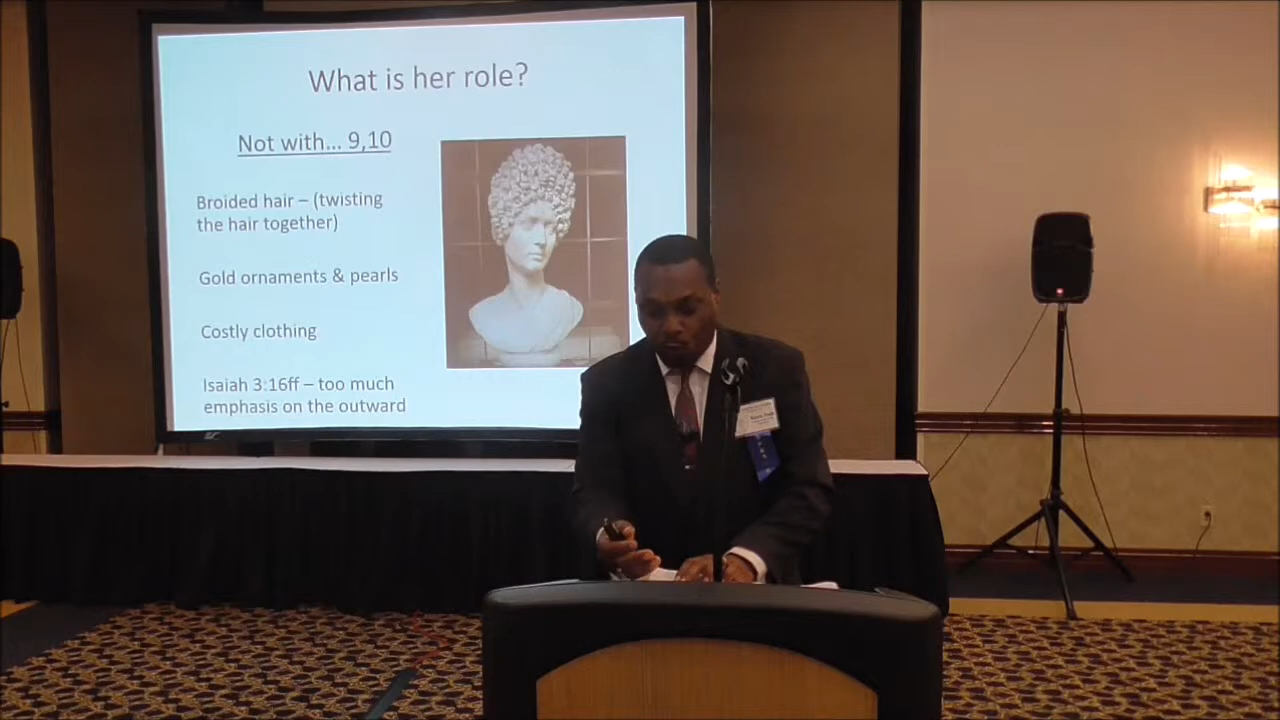 What is her role?
Not with... 9,10
Broided hair – (twisting
the hair together)
Gold ornaments & pearls
Costly clothing
Isaiah 3:16ff – too much
emphasis on the outward